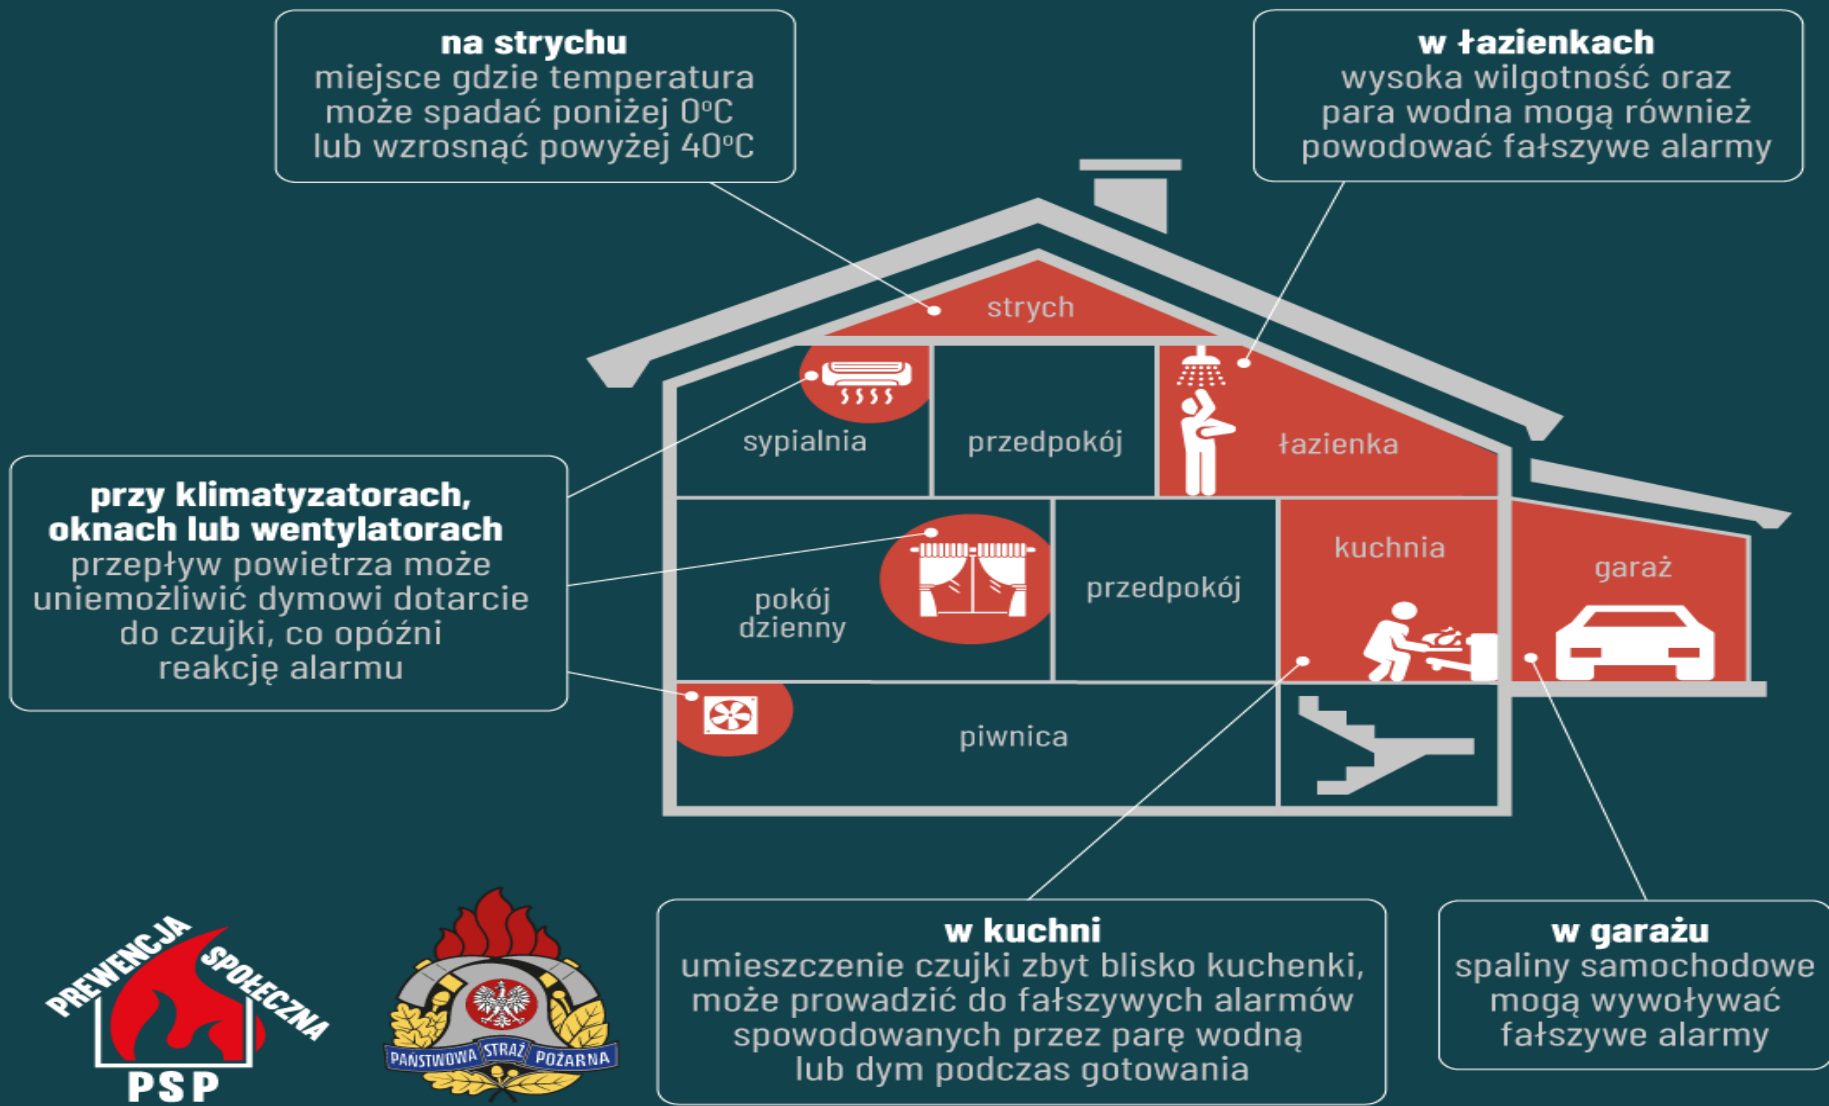 na strychu
miejsce gdzie temperatura
może spadać poniżej 0°C
lub wzrosnąć powyżej 40°C
w łazienkach
wysoka wilgotność oraz
para wodna mogą również
powodować fałszywe alarmy
strych
sypialnia
przedpokój
łazienka
przy klimatyzatorach,
oknach lub wentylatorach
przepływ powietrza może
uniemożliwić dymowi dotarcie
do czujki, co opóźni
reakcję alarmu
pokój
dzienny
przedpokój
kuchnia
garaż
piwnica
PREWENCJA
SPOŁECZNA
PSP
PAŃSTWOWA STRAŻ POŻARNA
w kuchni
umieszczenie czujki zbyt blisko kuchenki,
może prowadzić do fałszywych alarmów
spowodowanych przez parę wodną
lub dym podczas gotowania
w garażu
spaliny samochodowe
mogą wywoływać
fałszywe alarmy